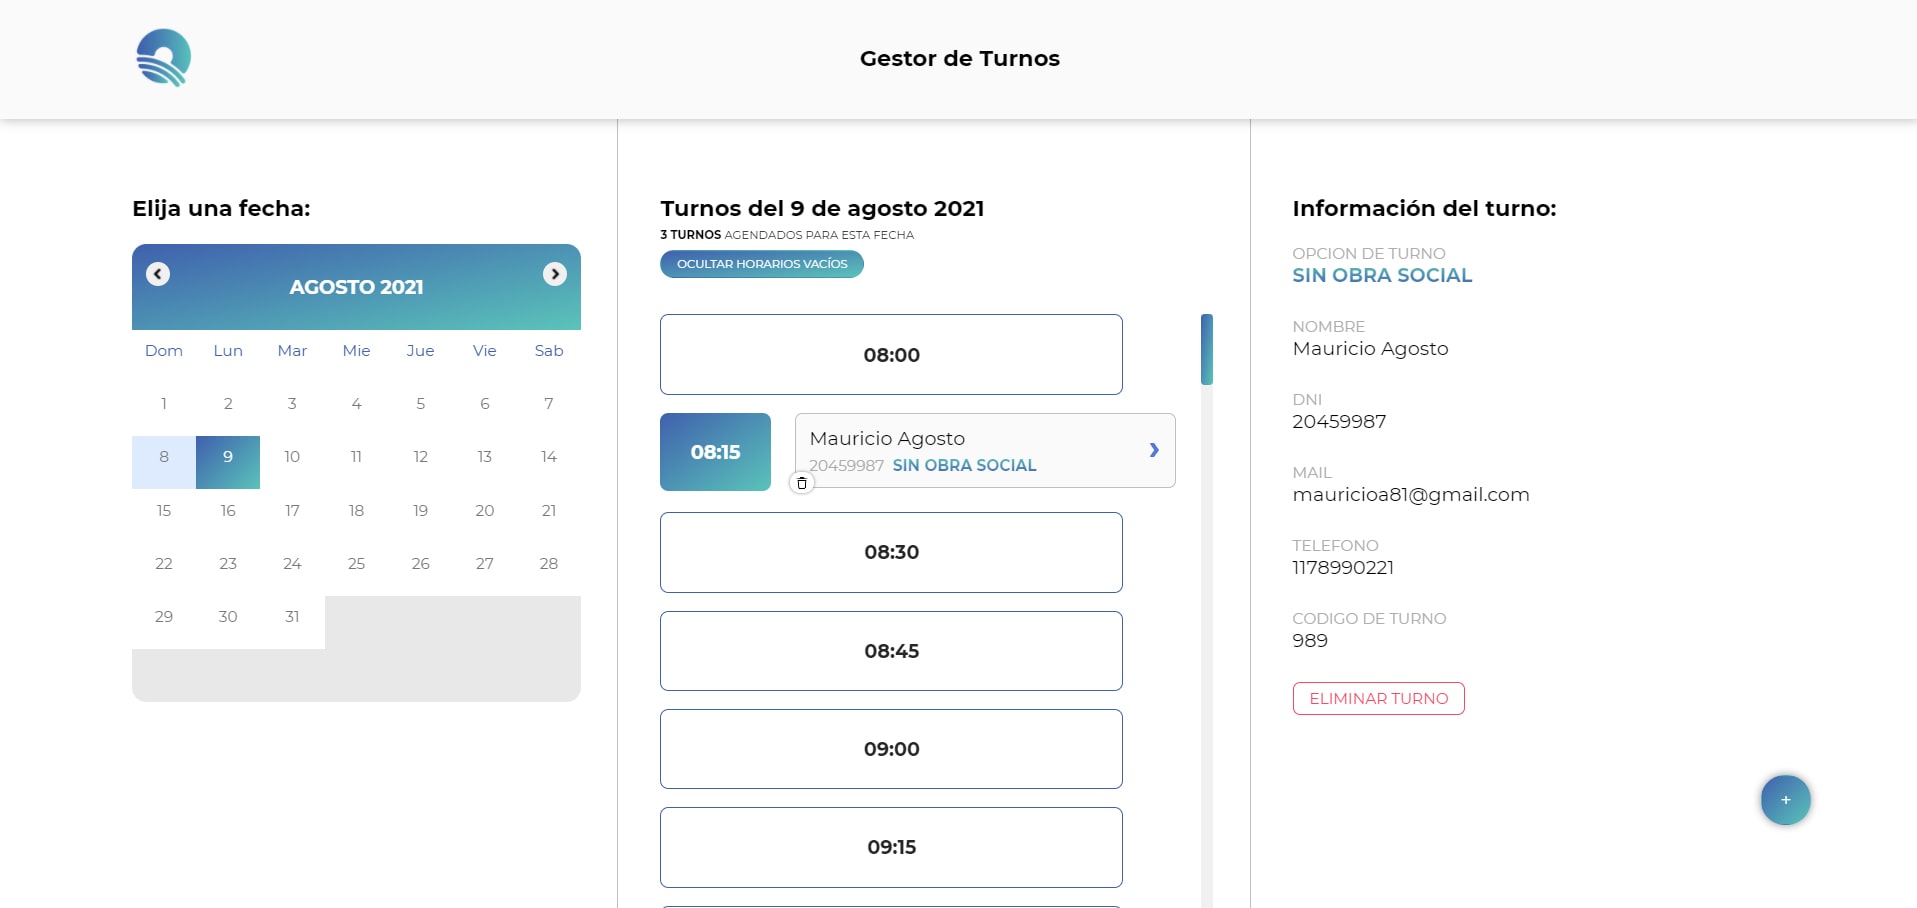 Gestor de Turnos
Elija una fecha:
AGOSTO 2021
Dom Lun Mar Mie Jue Vie Sab
1 2 3 4 5 6 7
8 9 10 11 12 13 14
15 16 17 18 19 20 21
22 23 24 25 26 27 28
29 30 31
Turnos del 9 de agosto 2021
3 TURNOS AGENDADOS PARA ESTA FECHA
OCULTAR HORARIOS VACÍOS
08:00
08:15
Mauricio Agosto
20459987 SIN OBRA SOCIAL
08:30
08:45
09:00
09:15
Información del turno:
OPCION DE TURNO
SIN OBRA SOCIAL
NOMBRE
Mauricio Agosto
DNI
20459987
MAIL
mauricioa81@gmail.com
TELEFONO
1178990221
CODIGO DE TURNO
989
ELIMINAR TURNO
+